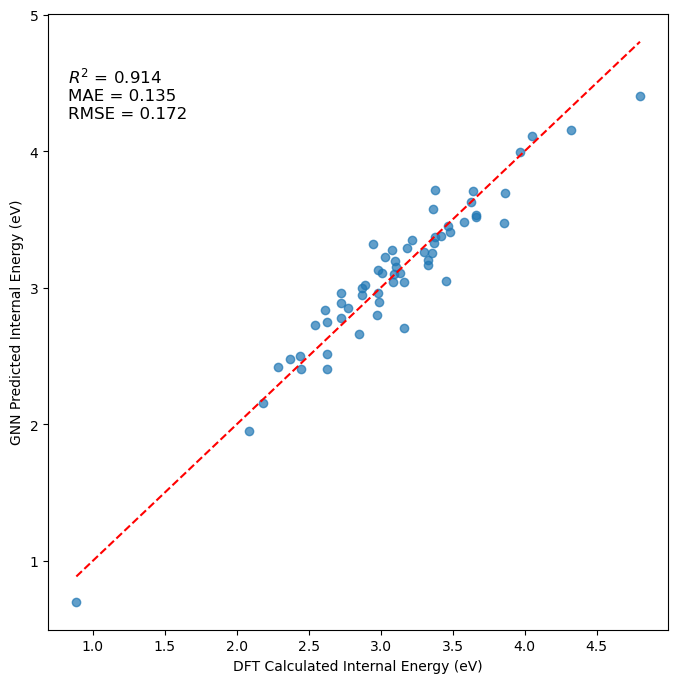 R² = 0.914
MAE = 0.135
RMSE = 0.172
5
4
3
2
1
GNN Predicted Internal Energy (eV)
1.0 1.5 2.0 2.5 3.0 3.5 4.0 4.5
DFT Calculated Internal Energy (eV)